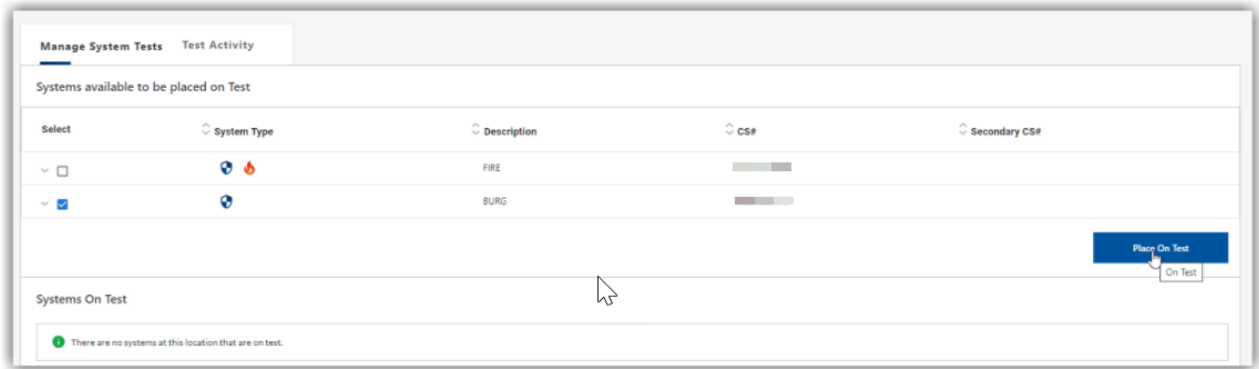 Manage System Tests Test Activity
Systems available to be placed on Test
Select System Type Description CS# Secondary CS#
FIRE
BURG
Place On Test
On Test
Systems On Test
There are no systems at this location that are on test.